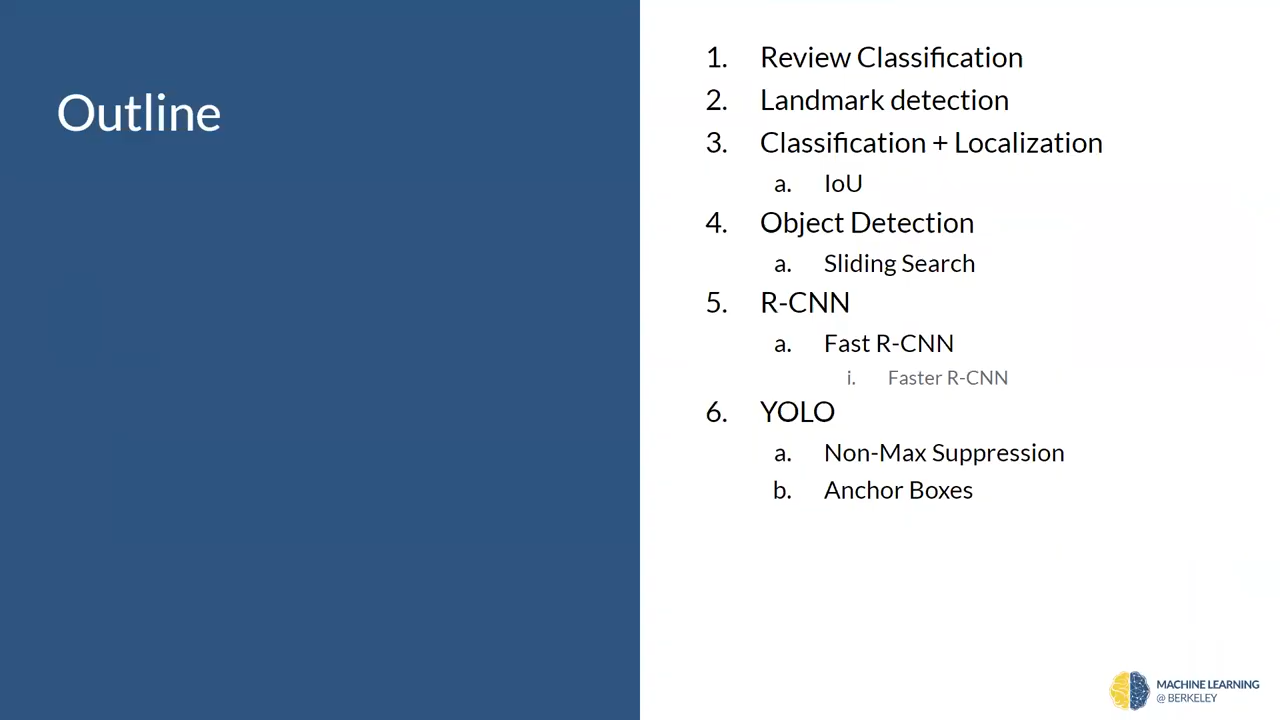 Outline
1. Review Classification
2. Landmark detection
3. Classification + Localization
a. IoU
4. Object Detection
a. Sliding Search
5. R-CNN
a. Fast R-CNN
i. Faster R-CNN
6. YOLO
a. Non-Max Suppression
b. Anchor Boxes
MACHINE LEARNING
@ BERKELEY